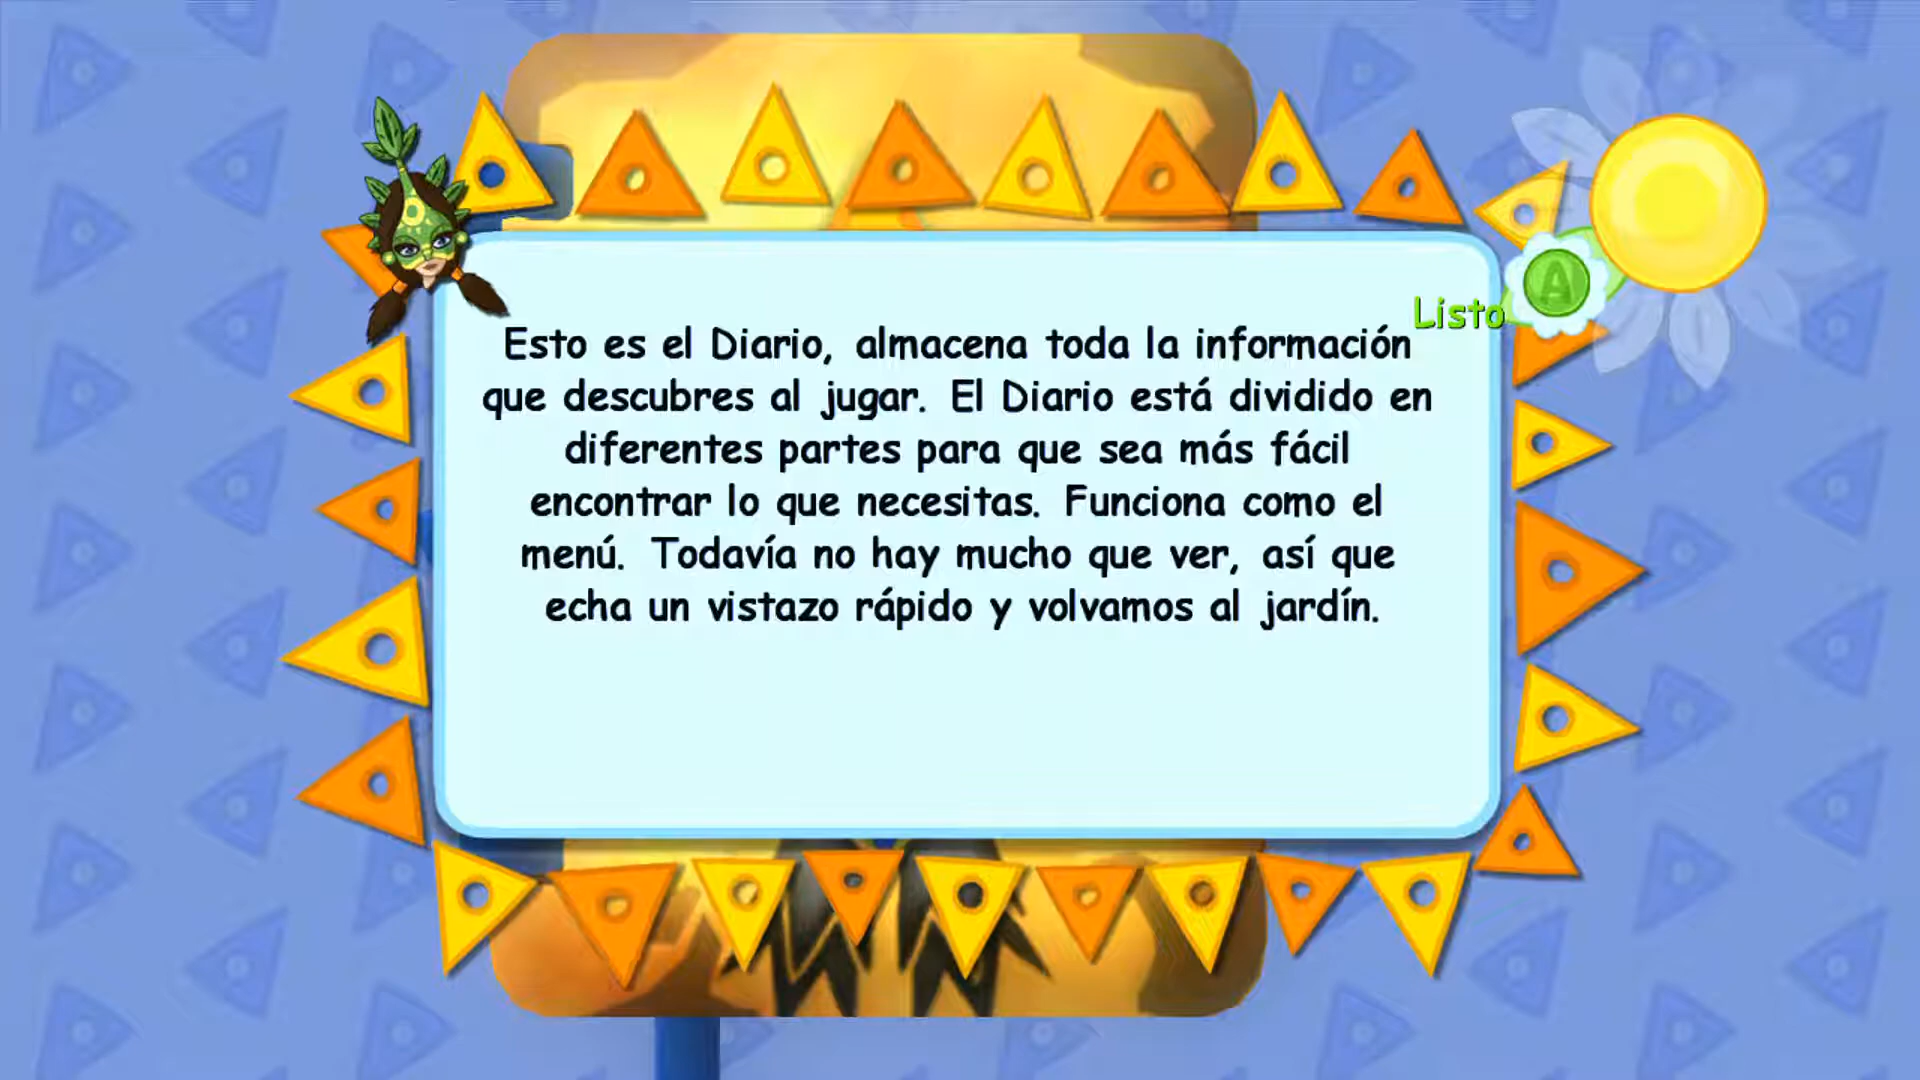 Listo
A
Esto es el Diario, almacena toda la información
que descubres al jugar. El Diario está dividido en
diferentes partes para que sea más fácil
encontrar lo que necesitas. Funciona como el
menú. Todavía no hay mucho que ver, así que
echa un vistazo rápido y volvamos al jardín.